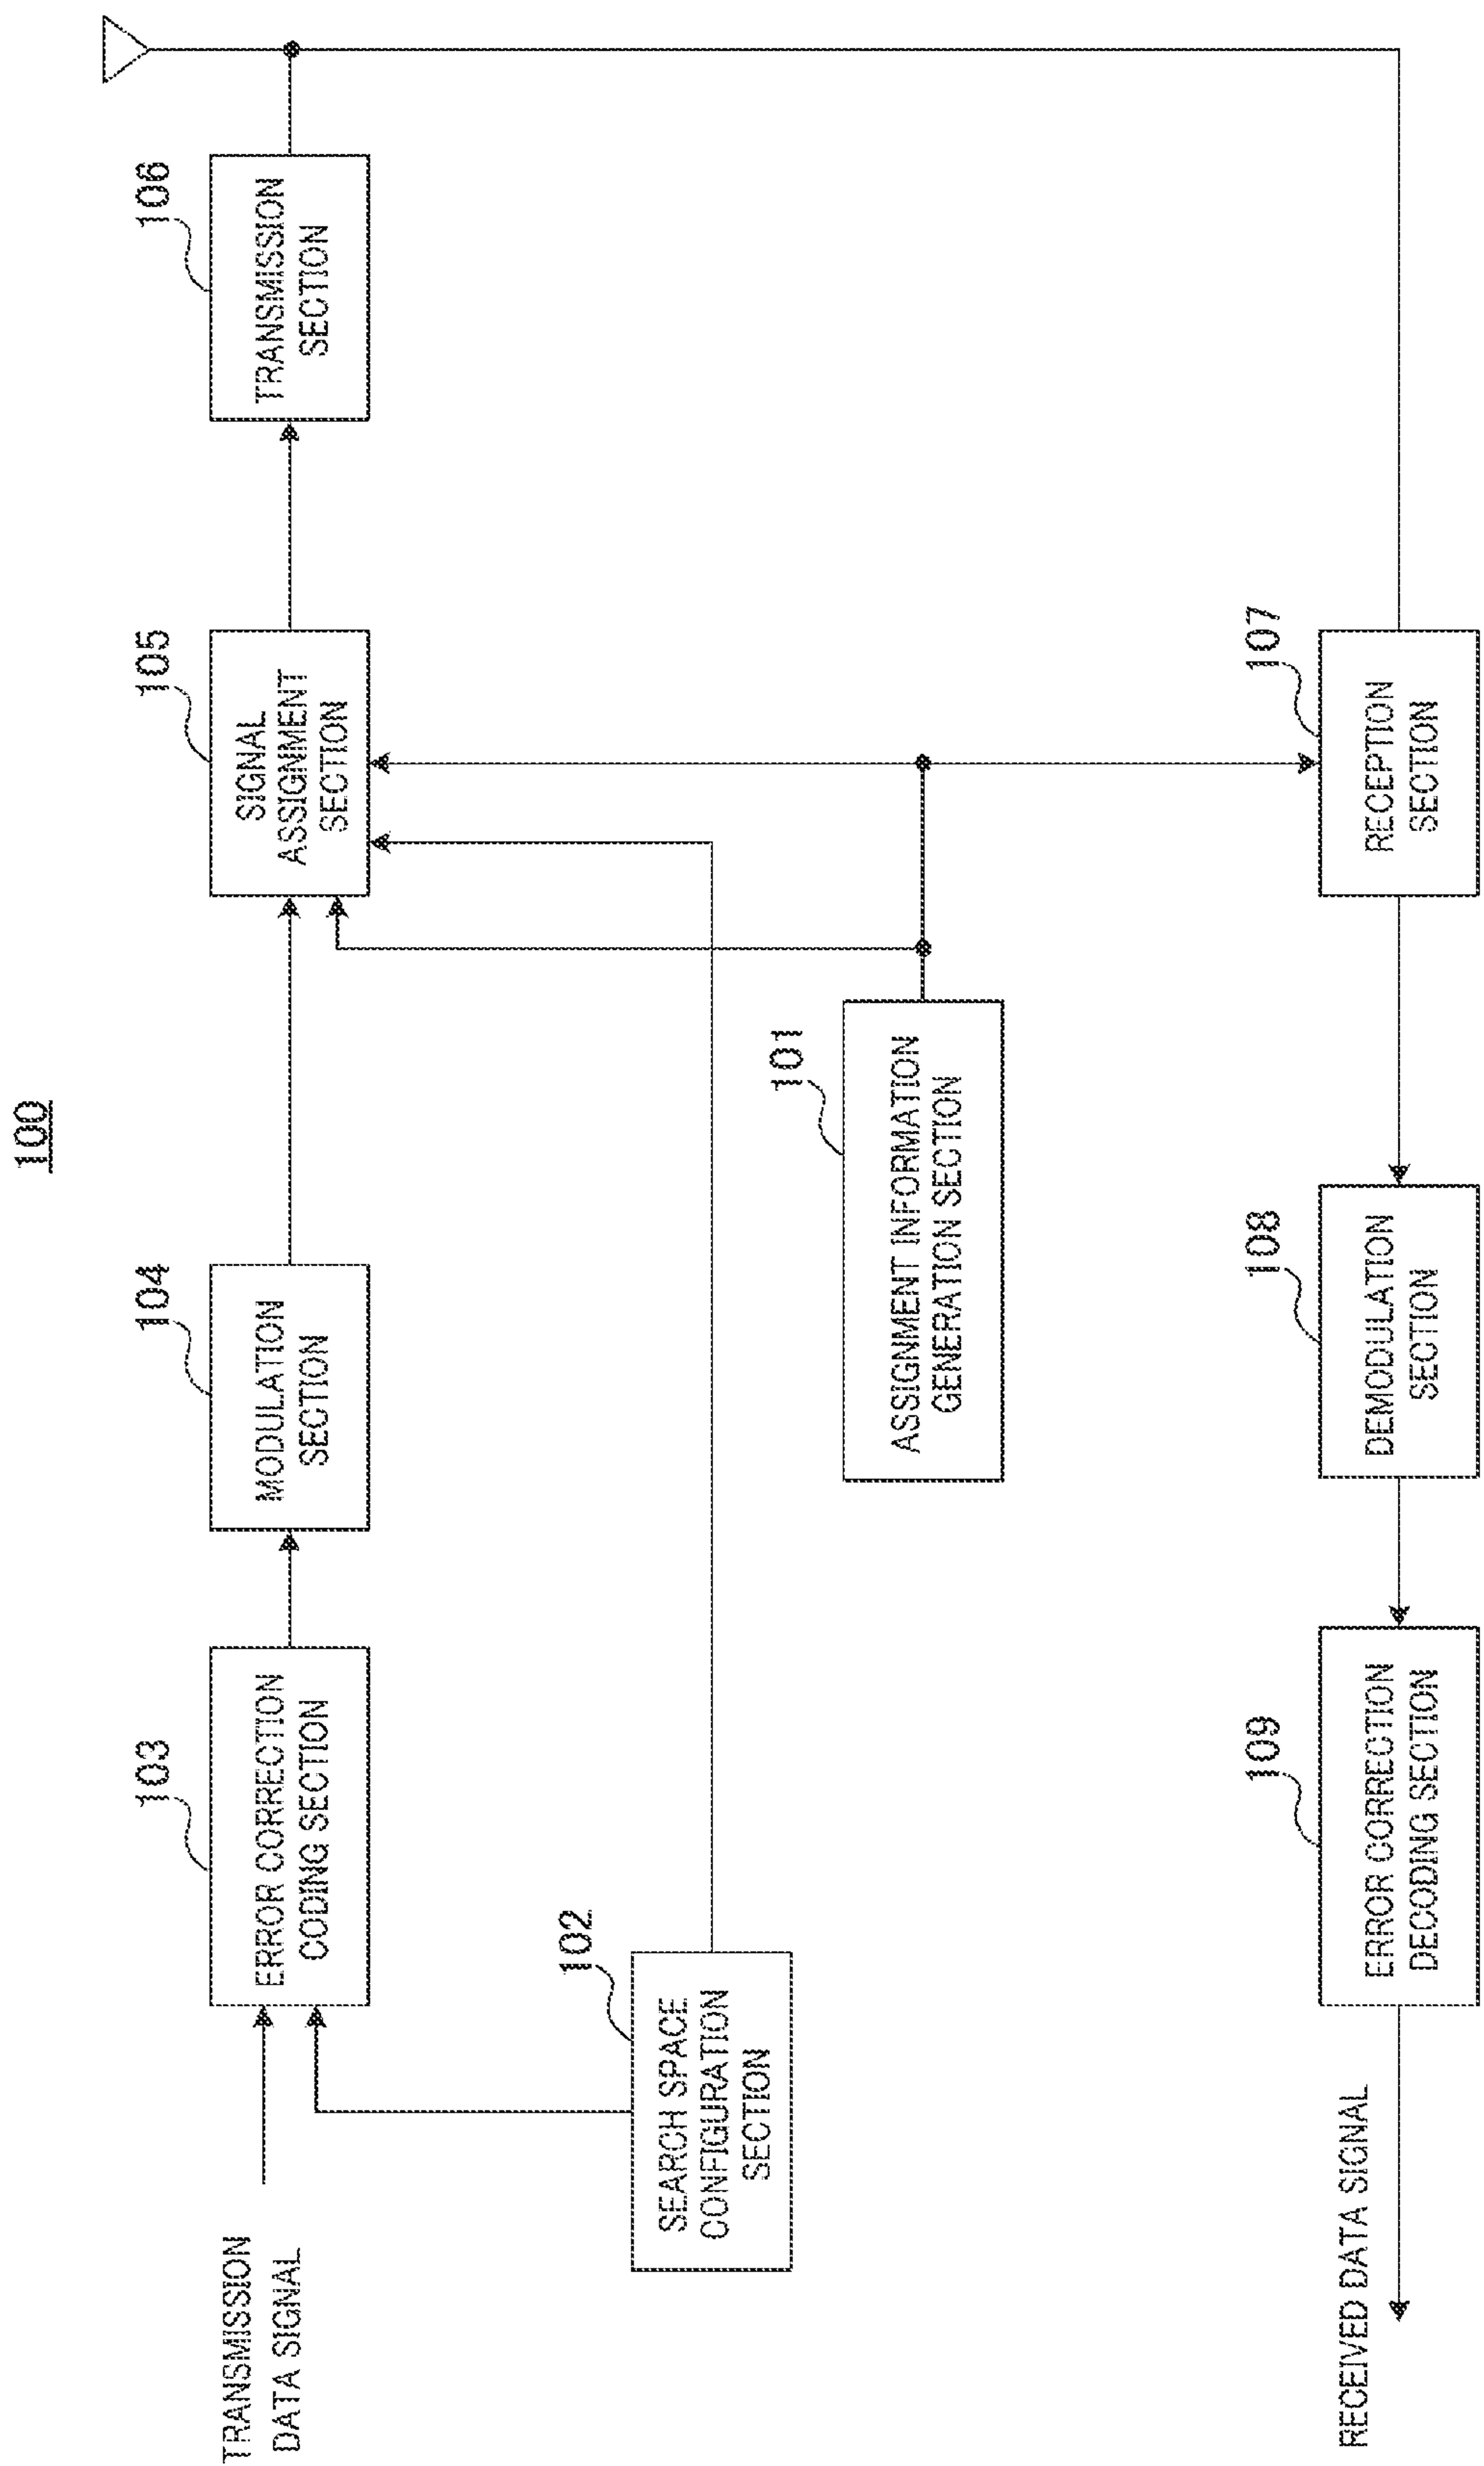 100
TRANSMISSION
DATA SIGNAL
103
ERROR CORRECTION
CODING SECTION
104
MODULATION
SECTION
105
SIGNAL
ASSIGNMENT
SECTION
106
TRANSMISSION
SECTION
102
SEARCH SPACE
CONFIGURATION
SECTION
101
ASSIGNMENT INFORMATION
GENERATION SECTION
RECEIVED DATA SIGNAL
109
ERROR CORRECTION
DECODING SECTION
108
DEMODULATION
SECTION
107
RECEPTION
SECTION